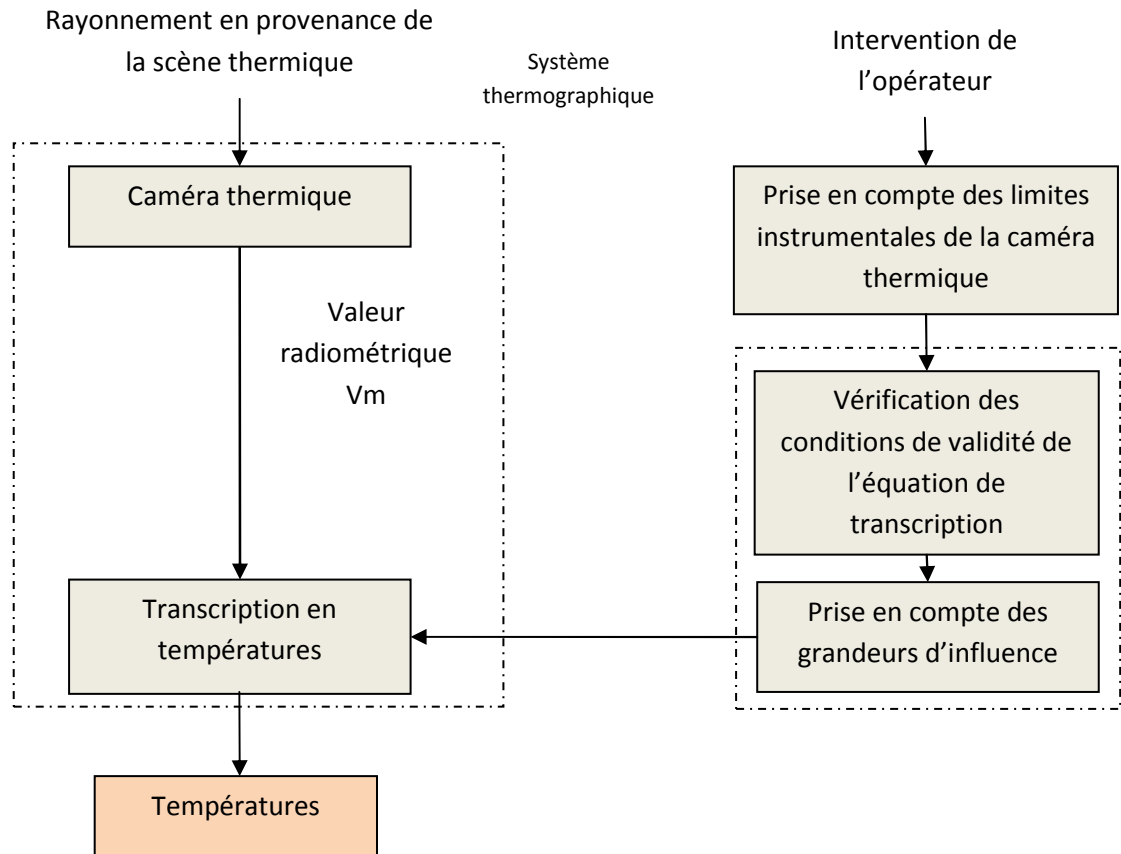 Rayonnement en provenance de
la scène thermique
Système
thermographique
Intervention de
l’opérateur
Caméra thermique
Prise en compte des limites
instrumentales de la caméra
thermique
Valeur
radiométrique
Vm
Vérification des
conditions de validité de
l’équation de
transcription
Transcription en
températures
Prise en compte des
grandeurs d’influence
Températures